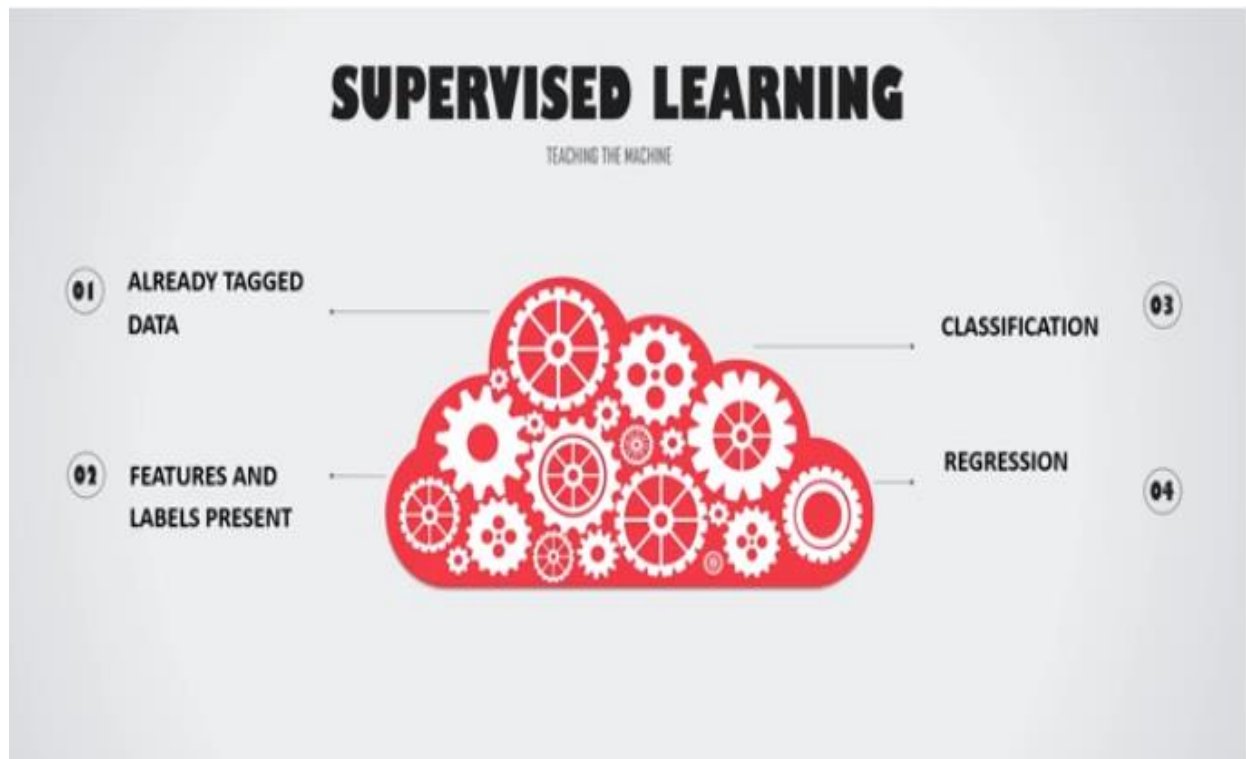 SUPERVISED LEARNING
TEACHING THE MACHINE
01
ALREADY TAGGED
DATA
02
FEATURES AND
LABELS PRESENT
03
CLASSIFICATION
04
REGRESSION